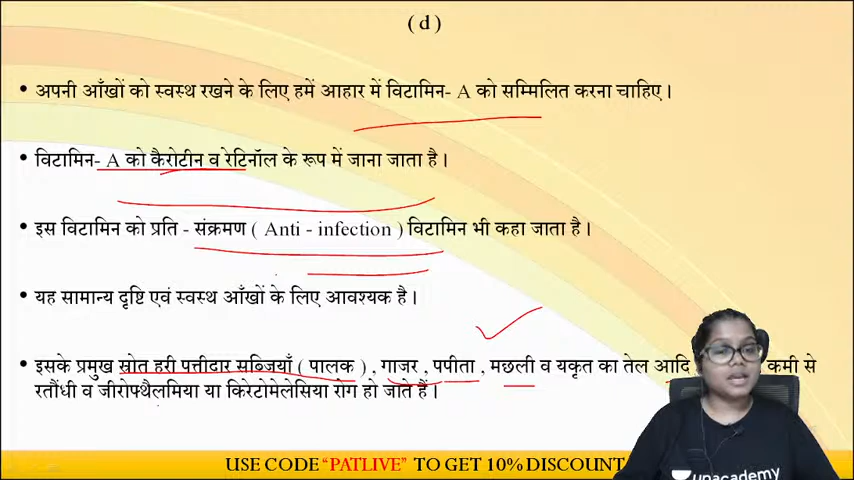 ( d )
• अपनी आँखों को स्वस्थ रखने के लिए हमें आहार में विटामिन- A को सम्मिलित करना चाहिए।
• विटामिन- A को कैरोटीन व रेटिनॉल के रूप में जाना जाता है।
• इस विटामिन को प्रति - संक्रमण ( Anti - infection ) विटामिन भी कहा जाता है।
• यह सामान्य दृष्टि एवं स्वस्थ आँखों के लिए आवश्यक है।
• इसके प्रमुख स्रोत हरी पत्तीदार सब्जियाँ ( पालक ) , गाजर , पपीता , मछली व यकृत का तेल आदि कमी से
रतौंधी व जीरोफ्थैलमिया या किरेटोमेलेसिया रोग हो जाते हैं।
unacademy
USE CODE “PATLIVE” TO GET 10% DISCOUNT